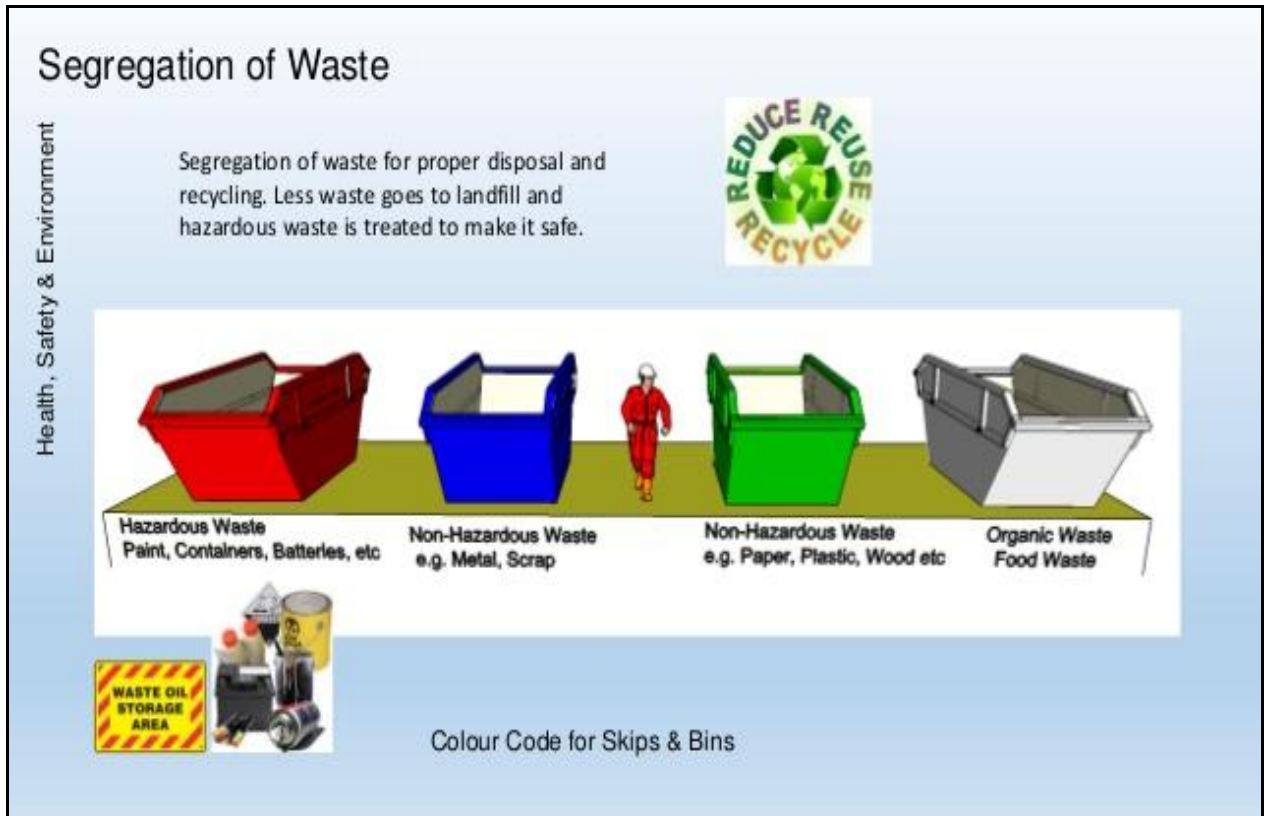 Segregation of Waste
Health, Safety & Environment
Segregation of waste for proper disposal and
recycling. Less waste goes to landfill and
hazardous waste is treated to make it safe.
REDUCE REUSE
RECYCLE
Hazardous Waste
Paint, Containers, Batteries, etc
Non-Hazardous Waste
e.g. Metal, Scrap
Non-Hazardous Waste
e.g. Paper, Plastic, Wood etc
Organic Waste
Food Waste
WASTE OIL
STORAGE
AREA
Colour Code for Skips & Bins